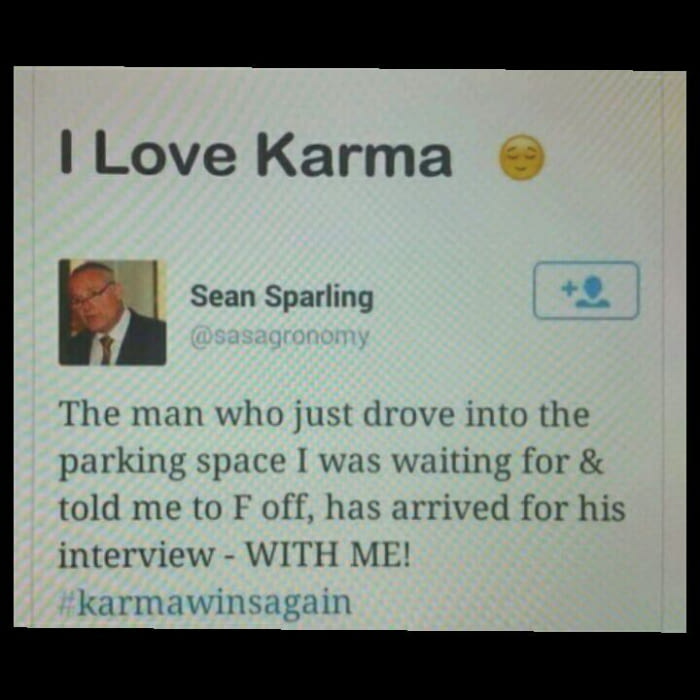 I Love Karma 😌
Sean Sparling
@sasagronomy
The man who just drove into the
parking space I was waiting for &
told me to F off, has arrived for his
interview - WITH ME!
#karmawinsagain